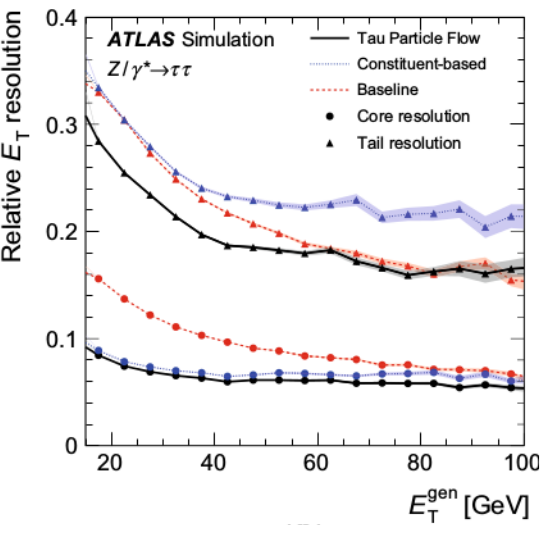 0.4
ATLAS Simulation
Z/γ*→ττ
Tau Particle Flow
Constituent-based
Baseline
Core resolution
Tail resolution
Relative E_T resolution
0.3
0.2
0.1
0
20 40 60 80 100
E_T^gen [GeV]